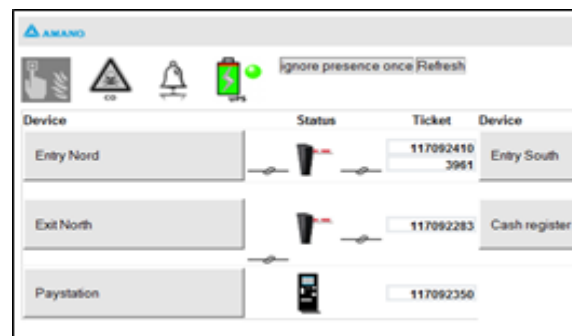 AMANO
ignore presence once Refresh
CO
UPS
Device Status Ticket Device
Entry Nord 117092410 Entry South
3961
Exit North 117092283 Cash register
Paystation 117092350